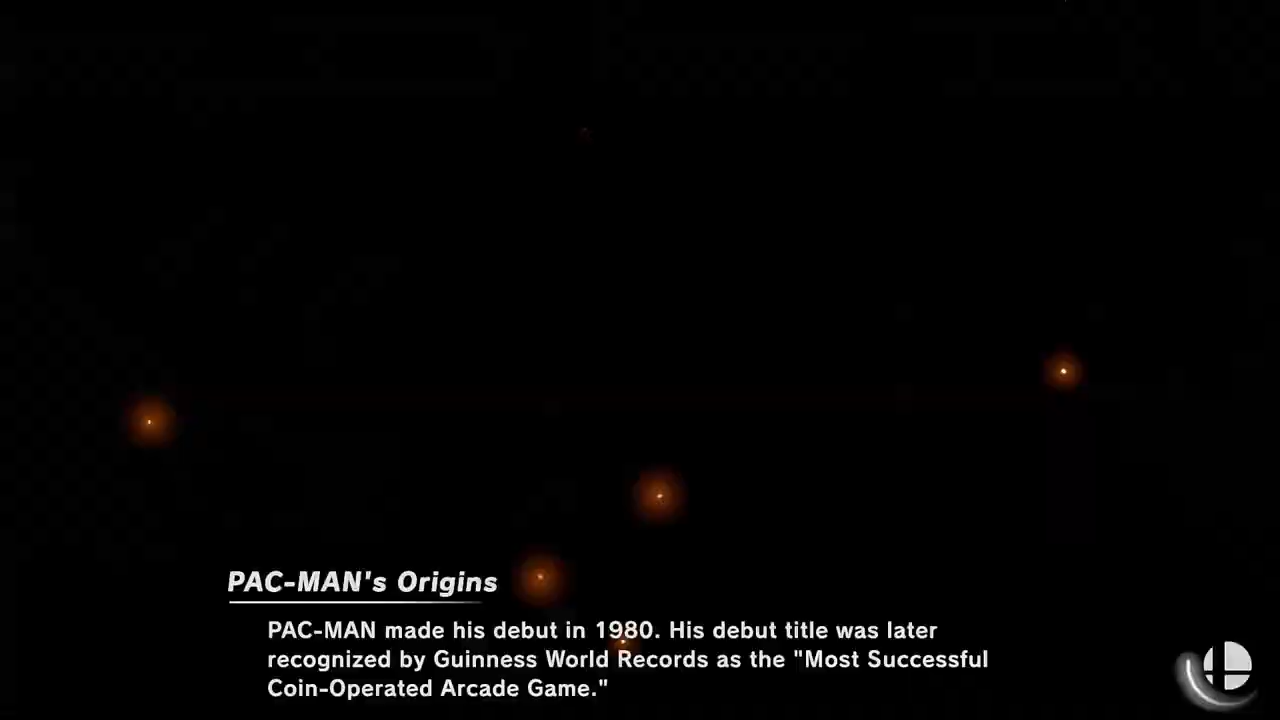 PAC-MAN's Origins
PAC-MAN made his debut in 1980. His debut title was later
recognized by Guinness World Records as the "Most Successful
Coin-Operated Arcade Game."